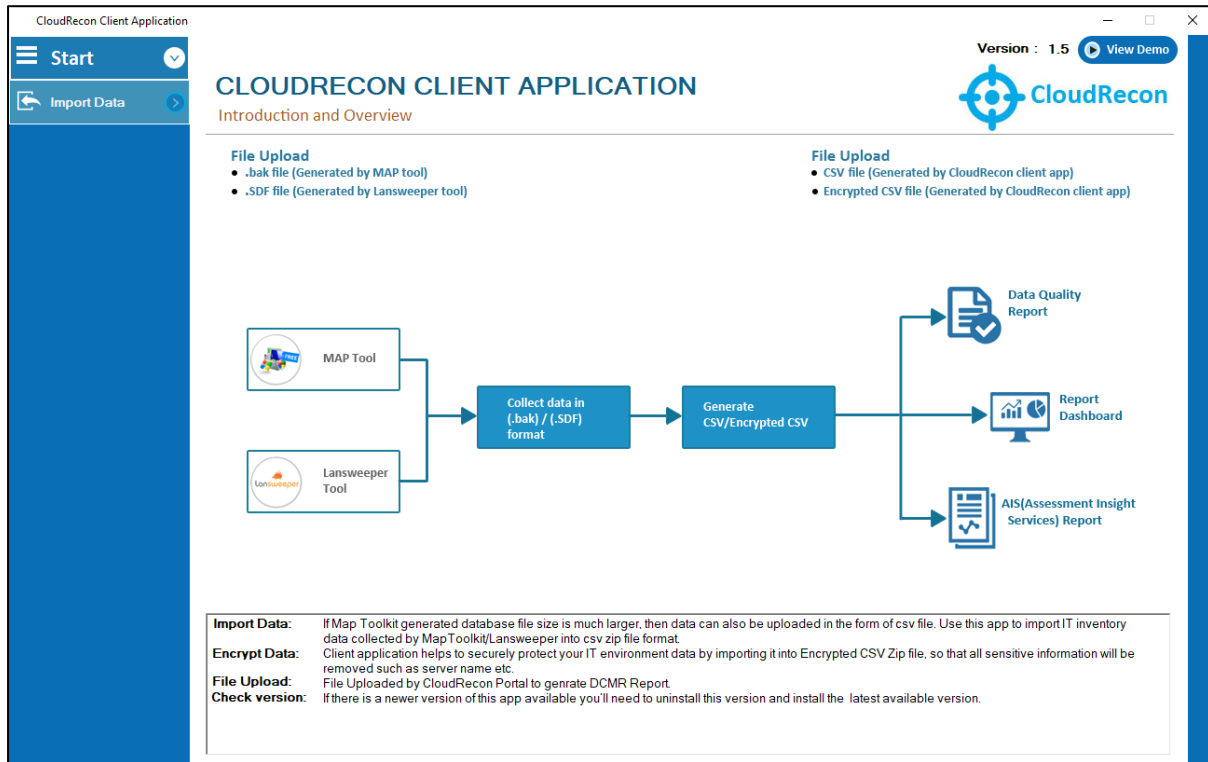 CloudRecon Client Application
Start
Import Data
Version : 1.5
View Demo
CLOUDRECON CLIENT APPLICATION
Introduction and Overview
CloudRecon
File Upload
● .bak file (Generated by MAP tool)
● .SDF file (Generated by Lansweeper tool)
File Upload
● CSV file (Generated by CloudRecon client app)
● Encrypted CSV file (Generated by CloudRecon client app)
FREE
MAP Tool
Lansweeper
Lansweeper
Tool
Collect data in
(.bak) / (.SDF)
format
Generate
CSV/Encrypted CSV
Data Quality
Report
Report
Dashboard
AIS(Assessment Insight
Services) Report
Import Data: If Map Toolkit generated database file size is much larger, then data can also be uploaded in the form of csv file. Use this app to import IT inventory
data collected by MapToolkit/Lansweeper into csv zip file format.
Encrypt Data: Client application helps to securely protect your IT environment data by importing it into Encrypted CSV Zip file, so that all sensitive information will be
removed such as server name etc.
File Upload: File Uploaded by CloudRecon Portal to genrate DCMR Report.
Check version: If there is a newer version of this app available you'll need to uninstall this version and install the latest available version.